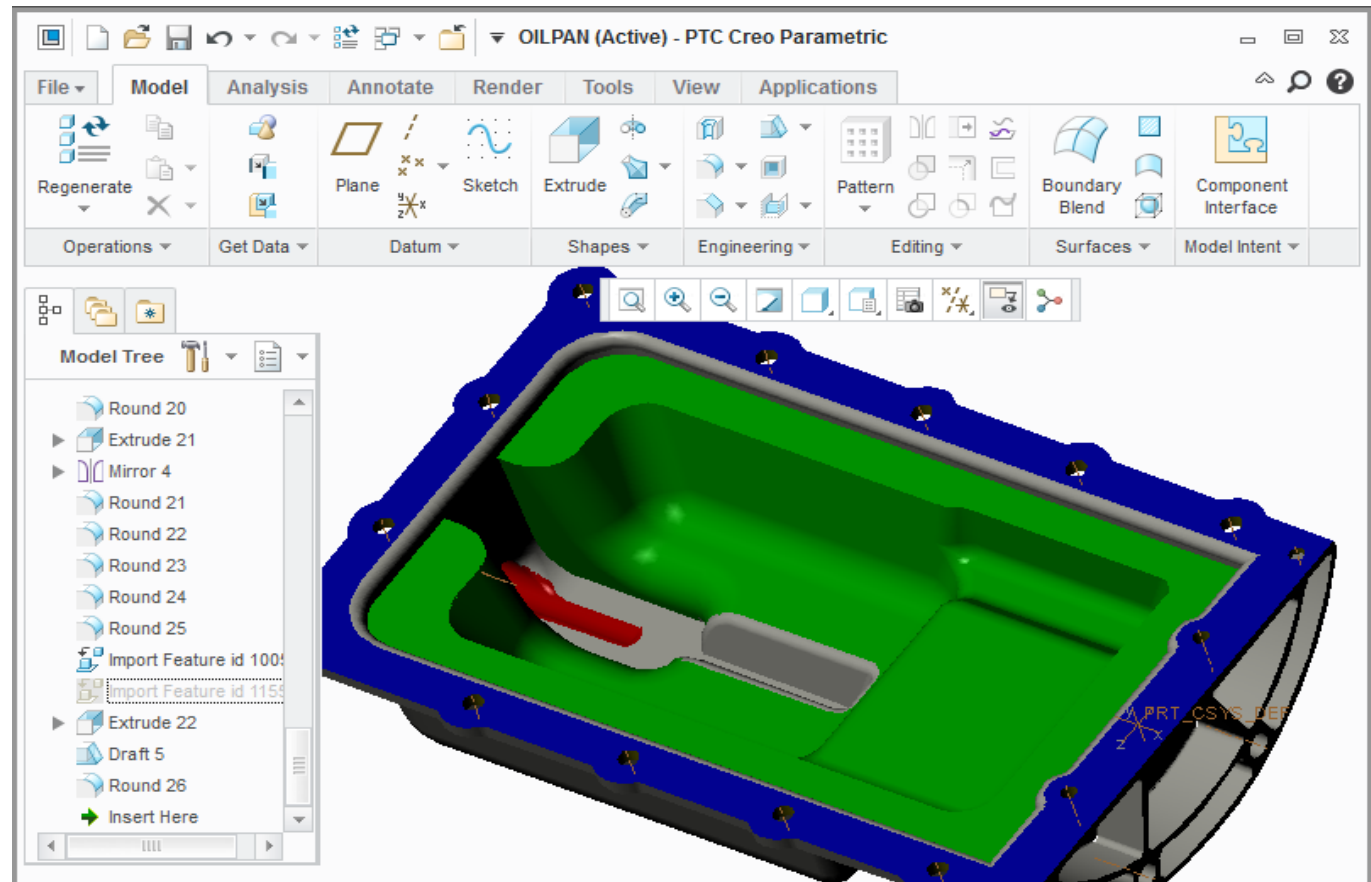 OILPAN (Active) - PTC Creo Parametric
File Model Analysis Annotate Render Tools View Applications
Regenerate
Plane
Sketch
Extrude
Pattern
Boundary
Blend
Component
Interface
Operations Get Data Datum Shapes Engineering Editing Surfaces Model Intent
Model Tree
Round 20
Extrude 21
Mirror 4
Round 21
Round 22
Round 23
Round 24
Round 25
Import Feature id 1005
Import Feature id 1155
Extrude 22
Draft 5
Round 26
Insert Here
PRT_CSYS_DEF
z
x